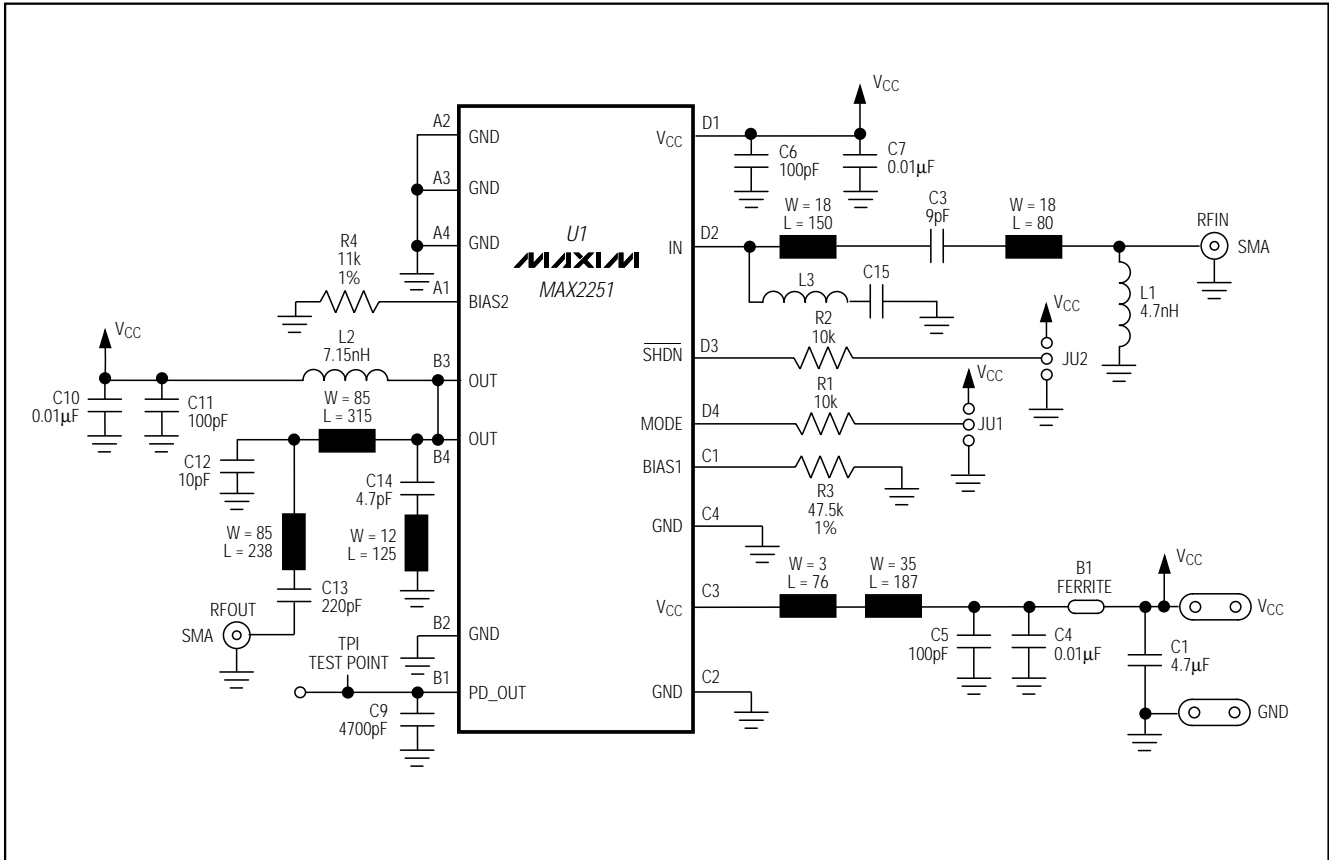 VCC
A2
GND
A3
GND
A4
GND
R4
11k
1%
A1
BIAS2
VCC
L2
7.15nH
B3
OUT
C10
0.01µF
C11
100pF
W = 85
L = 315
OUT
B4
C12
10pF
C14
4.7pF
W = 85
L = 238
W = 12
L = 125
C13
220pF
RFOUT
SMA
B2
GND
TPI
TEST POINT
B1
PD_OUT
C9
4700pF
U1
MAXIM
MAX2251
VCC
D1
C6
100pF
C7
0.01µF
IN
D2
W = 18
L = 150
C3
9pF
W = 18
L = 80
RFIN
SMA
L3
C15
L1
4.7nH
VCC
SHDN
D3
R2
10k
JU2
VCC
MODE
D4
R1
10k
JU1
BIAS1
C1
R3
47.5k
1%
GND
C4
VCC
C3
W = 3
L = 76
W = 35
L = 187
B1
FERRITE
VCC
VCC
C5
100pF
C4
0.01µF
C1
4.7µF
GND
C2
GND